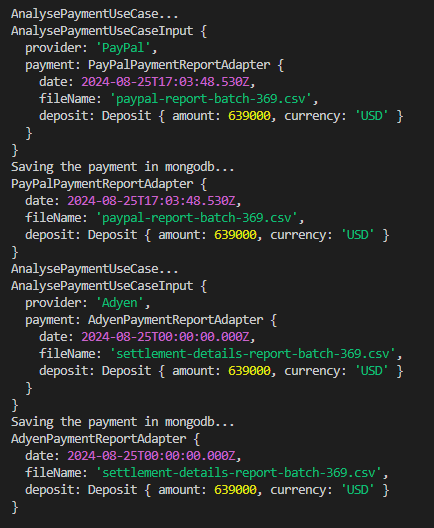 AnalysePaymentUseCase...
AnalysePaymentUseCaseInput {
  provider: 'PayPal',
  payment: PayPalPaymentReportAdapter {
    date: 2024-08-25T17:03:48.530Z,
    fileName: 'paypal-report-batch-369.csv',
    deposit: Deposit { amount: 639000, currency: 'USD' }
  }
}
Saving the payment in mongodb...
PayPalPaymentReportAdapter {
  date: 2024-08-25T17:03:48.530Z,
  fileName: 'paypal-report-batch-369.csv',
  deposit: Deposit { amount: 639000, currency: 'USD' }
}
AnalysePaymentUseCase...
AnalysePaymentUseCaseInput {
  provider: 'Adyen',
  payment: AdyenPaymentReportAdapter {
    date: 2024-08-25T00:00:00.000Z,
    fileName: 'settlement-details-report-batch-369.csv',
    deposit: Deposit { amount: 639000, currency: 'USD' }
  }
}
Saving the payment in mongodb...
AdyenPaymentReportAdapter {
  date: 2024-08-25T00:00:00.000Z,
  fileName: 'settlement-details-report-batch-369.csv',
  deposit: Deposit { amount: 639000, currency: 'USD' }
}